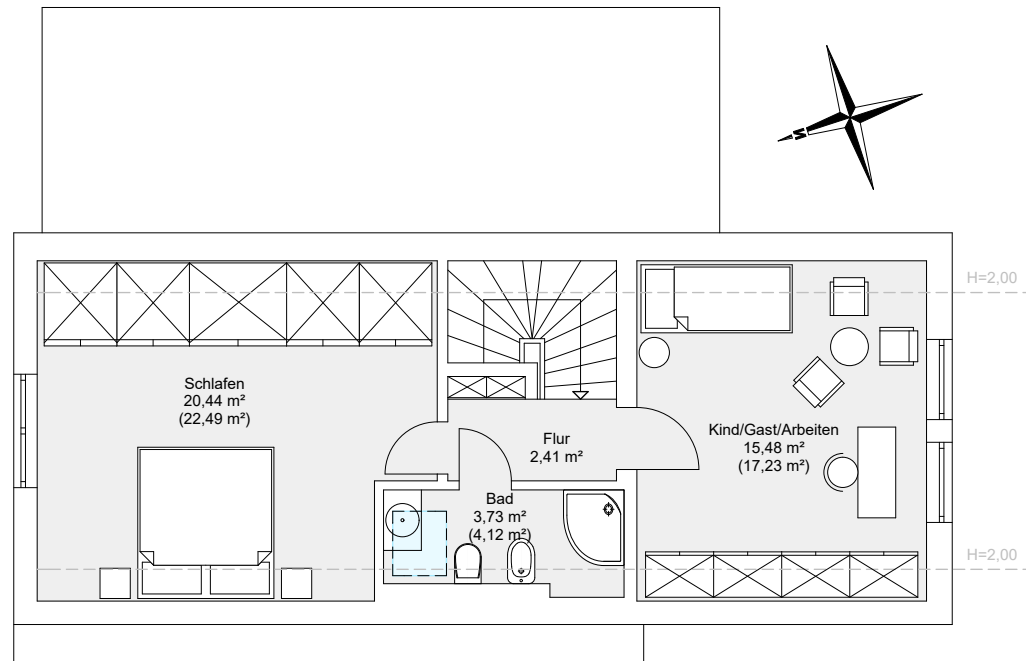 N
H=2,00
Schlafen
20,44 m²
(22,49 m²)
Flur
2,41 m²
Kind/Gast/Arbeiten
15,48 m²
(17,23 m²)
Bad
3,73 m²
(4,12 m²)
H=2,00